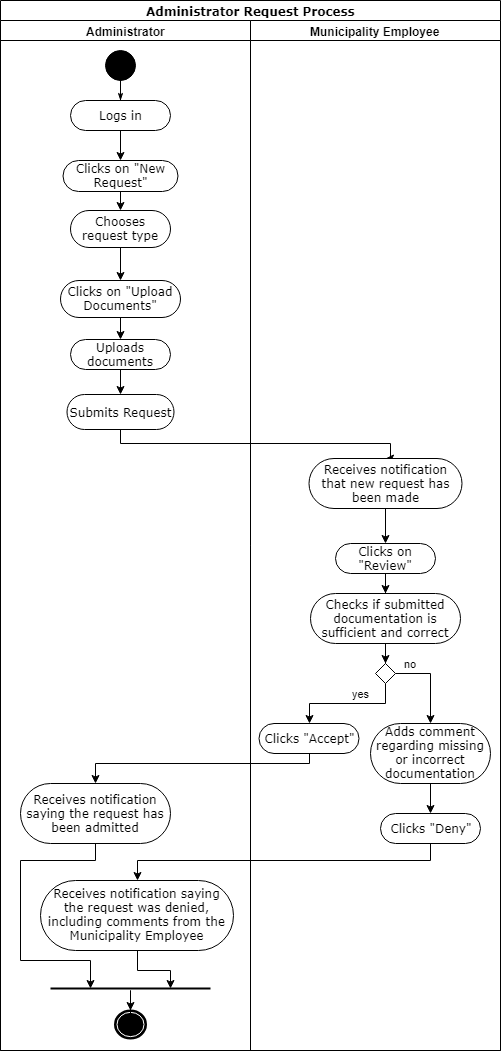 Administrator Request Process
Administrator
Municipality Employee
Logs in
Clicks on "New
Request"
Chooses
request type
Clicks on "Upload
Documents"
Uploads
documents
Submits Request
Receives notification
that new request has
been made
Clicks on
"Review"
Checks if submitted
documentation is
sufficient and correct
no
yes
Clicks "Accept"
Adds comment
regarding missing
or incorrect
documentation
Receives notification
saying the request has
been admitted
Clicks "Deny"
Receives notification saying
the request was denied,
including comments from the
Municipality Employee